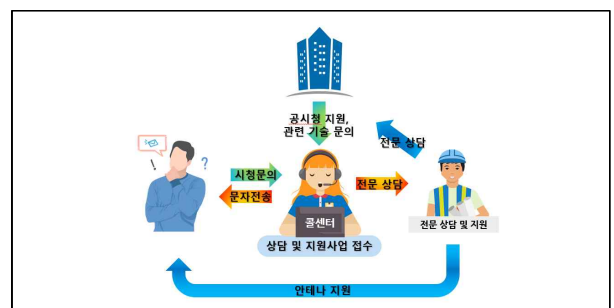 공시청 지원,
관련 기술 문의
전문 상담
시청문의
문자전송
전문 상담
콜센터
상담 및 지원사업 접수
전문 상담 및 지원
안테나 지원